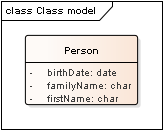 class Class model
Person
- birthDate: date
- familyName: char
- firstName: char